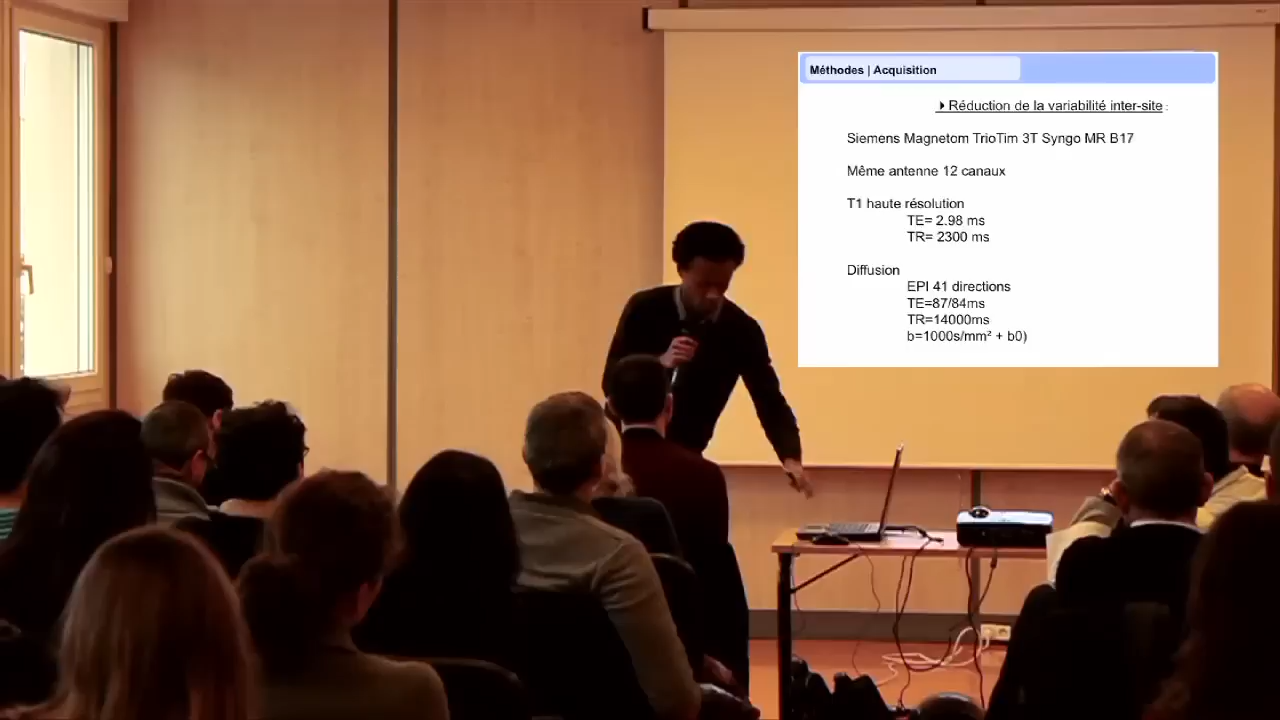 Méthodes | Acquisition
Réduction de la variabilité inter-site :
Siemens Magnetom TrioTim 3T Syngo MR B17
Même antenne 12 canaux
T1 haute résolution
TE= 2.98 ms
TR= 2300 ms
Diffusion
EPI 41 directions
TE=87/84ms
TR=14000ms
b=1000s/mm² + b0)